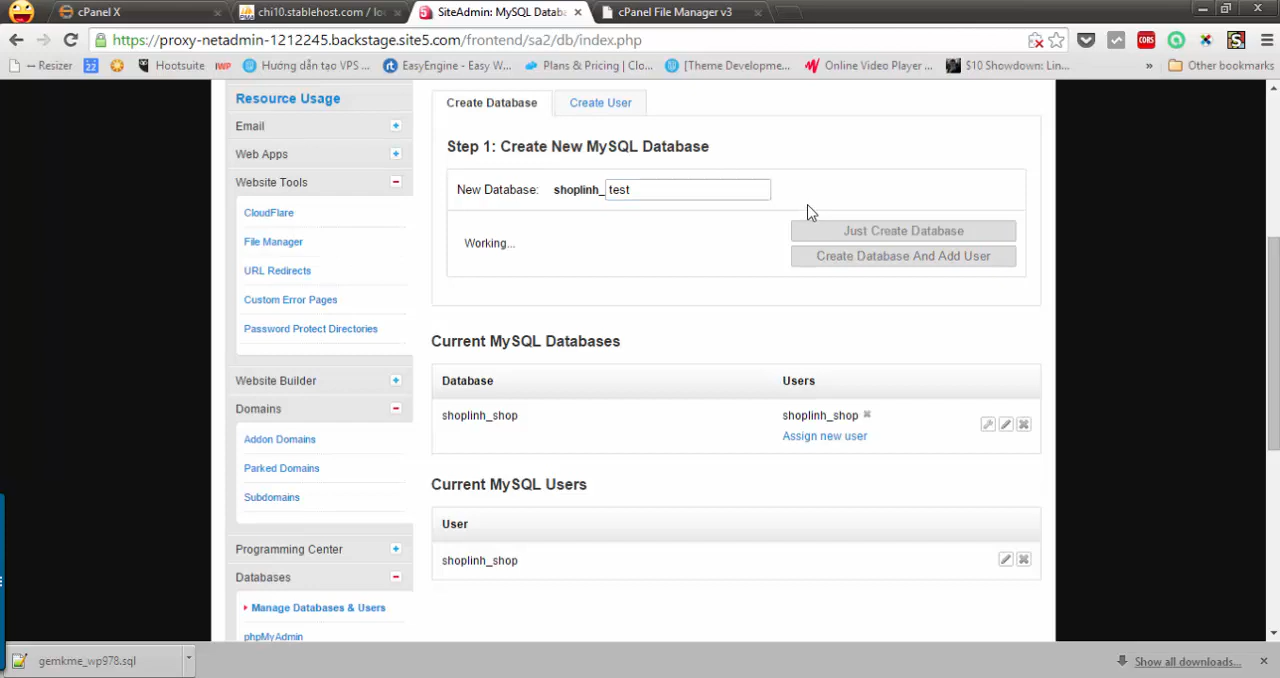 cPanel X
chi10.stablehost.com / lo
SiteAdmin: MySQL Datab
cPanel File Manager v3
https://proxy-netadmin-1212245.backstage.site5.com/frontend/sa2/db/index.php
-- Resizer
22
Hootsuite
Hướng dẫn tạo VPS ...
EasyEngine - Easy W...
Plans & Pricing | Clo...
[Theme Developme...
Online Video Player ...
$10 Showdown: Lin...
»
Other bookmarks
CORS
Resource Usage
Email
Web Apps
Website Tools
CloudFlare
File Manager
URL Redirects
Custom Error Pages
Password Protect Directories
Website Builder
Domains
Addon Domains
Parked Domains
Subdomains
Programming Center
Databases
Manage Databases & Users
phpMyAdmin
Create Database
Create User
Step 1: Create New MySQL Database
New Database: shoplinh_ test
Working...
Just Create Database
Create Database And Add User
Current MySQL Databases
Database Users
shoplinh_shop shoplinh_shop
Assign new user
Current MySQL Users
User
shoplinh_shop
gemkme_wp978.sql
Show all downloads...